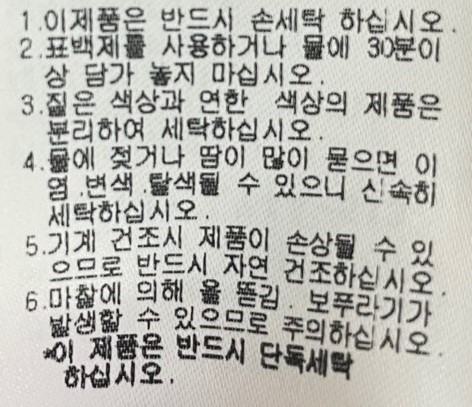 1.이제품은 반드시 손세탁 하십시오.
2.표백제를 사용하거나 물에 30분이
상 담가 놓지 마십시오.
3.짙은 색상과 연한 색상의 제품은
분리하여 세탁하십시오.
4.물에 젖거나 땀이 많이 묻으면 이
염.변색.탈색될 수 있으니 신속히
세탁하십시오.
5.기계 건조시 제품이 손상될 수 있
으므로 반드시 자연 건조하십시오.
6.마찰에 의해 올 뜯김. 보푸라기가
발생할 수 있으므로 주의하십시오.
*이 제품은 반드시 단독세탁
하십시오.